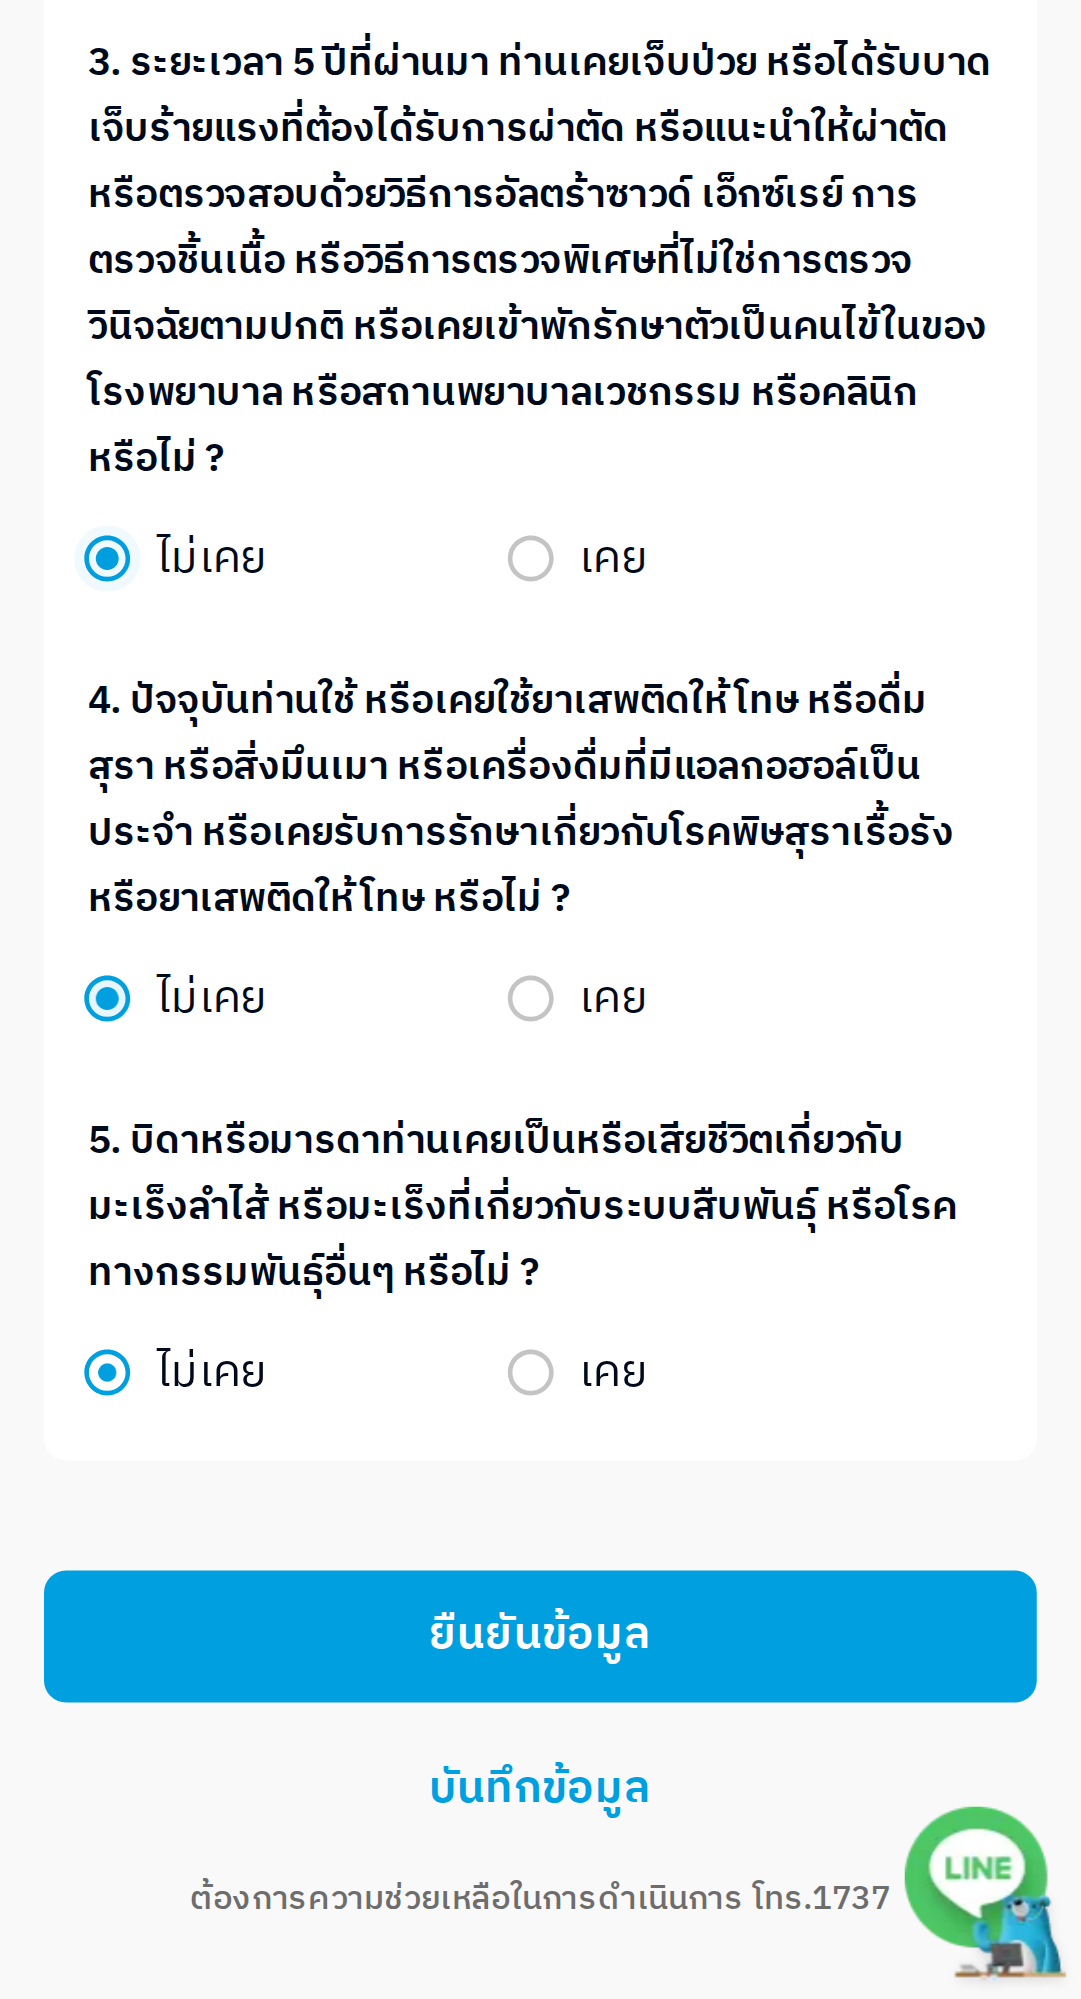 3. ระยะเวลา 5 ปีที่ผ่านมา ท่านเคยเจ็บป่วย หรือได้รับบาด
เจ็บร้ายแรงที่ต้องได้รับการผ่าตัด หรือแนะนำให้ผ่าตัด
หรือตรวจสอบด้วยวิธีการอัลตร้าซาวด์ เอ็กซ์เรย์ การ
ตรวจชิ้นเนื้อ หรือวิธีการตรวจพิเศษที่ไม่ใช่การตรวจ
วินิจฉัยตามปกติ หรือเคยเข้าพักรักษาตัวเป็นคนไข้ในของ
โรงพยาบาล หรือสถานพยาบาลเวชกรรม หรือคลินิก
หรือไม่ ?
ไม่เคย เคย
4. ปัจจุบันท่านใช้ หรือเคยใช้ยาเสพติดให้โทษ หรือดื่ม
สุรา หรือสิ่งมึนเมา หรือเครื่องดื่มที่มีแอลกอฮอล์เป็น
ประจำ หรือเคยรับการรักษาเกี่ยวกับโรคพิษสุราเรื้อรัง
หรือยาเสพติดให้โทษ หรือไม่ ?
ไม่เคย เคย
5. บิดาหรือมารดาท่านเคยเป็นหรือเสียชีวิตเกี่ยวกับ
มะเร็งลำไส้ หรือมะเร็งที่เกี่ยวกับระบบสืบพันธุ์ หรือโรค
ทางกรรมพันธุ์อื่นๆ หรือไม่ ?
ไม่เคย เคย
ยืนยันข้อมูล
บันทึกข้อมูล
LINE
ต้องการความช่วยเหลือในการดำเนินการ โทร.1737